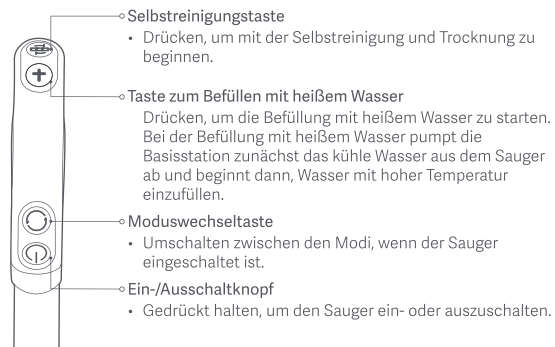 Selbstreinigungstaste
• Drücken, um mit der Selbstreinigung und Trocknung zu
beginnen.
Taste zum Befüllen mit heißem Wasser
Drücken, um die Befüllung mit heißem Wasser zu starten.
Bei der Befüllung mit heißem Wasser pumpt die
Basisstation zunächst das kühle Wasser aus dem Sauger
ab und beginnt dann, Wasser mit hoher Temperatur
einzufüllen.
Moduswechseltaste
• Umschalten zwischen den Modi, wenn der Sauger
eingeschaltet ist.
Ein-/Ausschaltknopf
• Gedrückt halten, um den Sauger ein- oder auszuschalten.